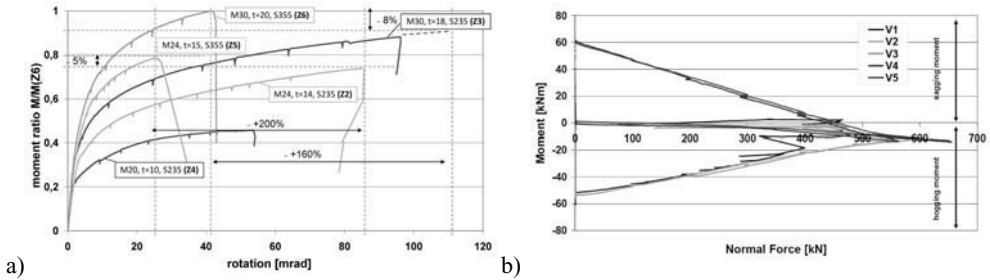 M30, t=20, S355 (Z6)
- 8%
M30, t=18, S235 (Z3)
M24, t=15, S355 (Z5)
- 5%
M24, t=14, S235 (Z2)
- +200%
- +160%
M20, t=10, S235 (Z4)
1
0,8
0,6
0,4
0,2
0
0 20 40 60 80 100 120
moment ratio M/M(Z6)
rotation [mrad]
a)
V1
V2
V3
V4
V5
80
60
40
20
0
-20
-40
-60
-80
0 100 200 300 400 500 600 700
Moment [kNm]
Normal Force [kN]
sagging moment
hogging moment
b)